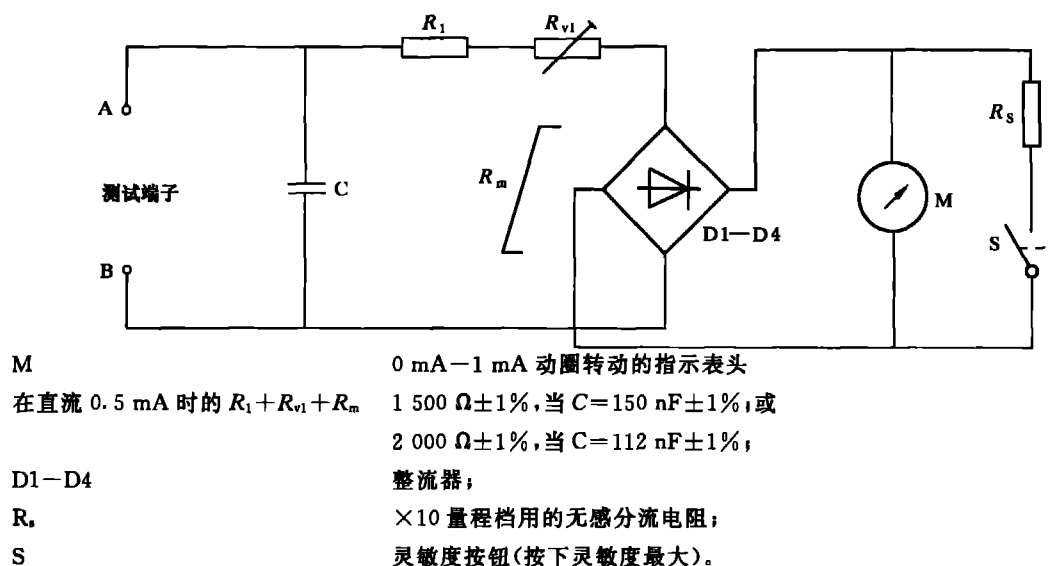 R₁ Rv1
A
Rs
测试端子 C Rm M
D1—D4
S
B
M 0 mA—1 mA 动圈转动的指示表头
在直流 0.5 mA 时的 R₁+Rv1+Rm 1 500 Ω±1%,当 C=150 nF±1%;或
2 000 Ω±1%,当 C=112 nF±1%;
D1—D4 整流器;
Rs ×10 量程档用的无感分流电阻;
S 灵敏度按钮(按下灵敏度最大)。